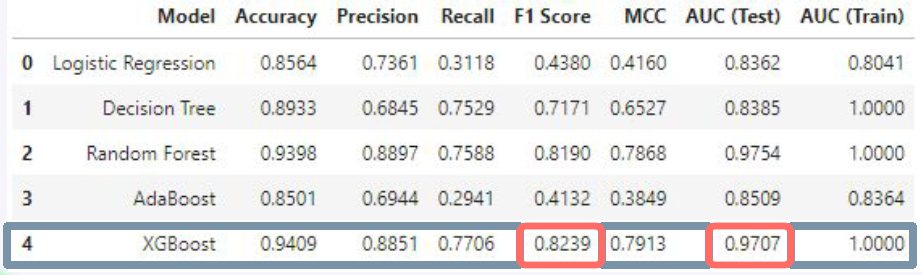 Model Accuracy Precision Recall F1 Score MCC AUC (Test) AUC (Train)
0 Logistic Regression 0.8564 0.7361 0.3118 0.4380 0.4160 0.8362 0.8041
1 Decision Tree 0.8933 0.6845 0.7529 0.7171 0.6527 0.8385 1.0000
2 Random Forest 0.9398 0.8897 0.7588 0.8190 0.7868 0.9754 1.0000
3 AdaBoost 0.8501 0.6944 0.2941 0.4132 0.3849 0.8509 0.8364
4 XGBoost 0.9409 0.8851 0.7706 0.8239 0.7913 0.9707 1.0000